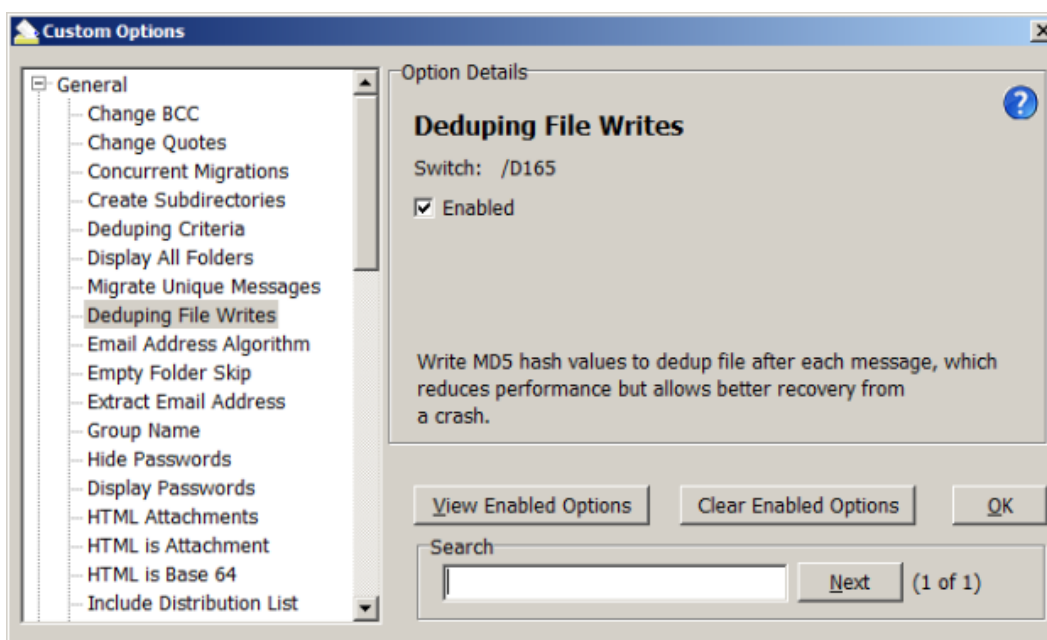 Custom Options
General
Change BCC
Change Quotes
Concurrent Migrations
Create Subdirectories
Deduping Criteria
Display All Folders
Migrate Unique Messages
Deduping File Writes
Email Address Algorithm
Empty Folder Skip
Extract Email Address
Group Name
Hide Passwords
Display Passwords
HTML Attachments
HTML is Attachment
HTML is Base 64
Include Distribution List
Option Details
Deduping File Writes
Switch: /D165
Enabled
Write MD5 hash values to dedup file after each message, which
reduces performance but allows better recovery from
a crash.
View Enabled Options
Clear Enabled Options
OK
Search
Next
(1 of 1)